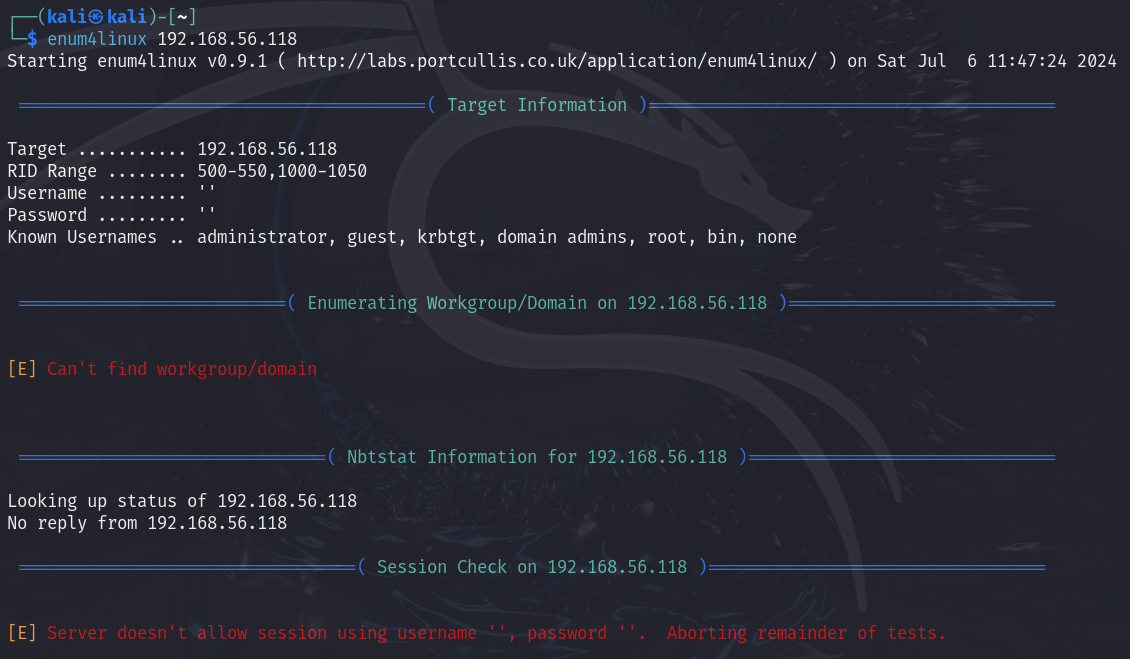 ┌──(kali㉿kali)-[~]
└─$ enum4linux 192.168.56.118
Starting enum4linux v0.9.1 ( http://labs.portcullis.co.uk/application/enum4linux/ ) on Sat Jul  6 11:47:24 2024
=========================================( Target Information )=========================================
Target ........... 192.168.56.118
RID Range ........ 500-550,1000-1050
Username ......... ''
Password ......... ''
Known Usernames .. administrator, guest, krbtgt, domain admins, root, bin, none
===========================( Enumerating Workgroup/Domain on 192.168.56.118 )===========================
[E] Can't find workgroup/domain
===============================( Nbtstat Information for 192.168.56.118 )===============================
Looking up status of 192.168.56.118
No reply from 192.168.56.118
==================================( Session Check on 192.168.56.118 )==================================
[E] Server doesn't allow session using username '', password ''.  Aborting remainder of tests.